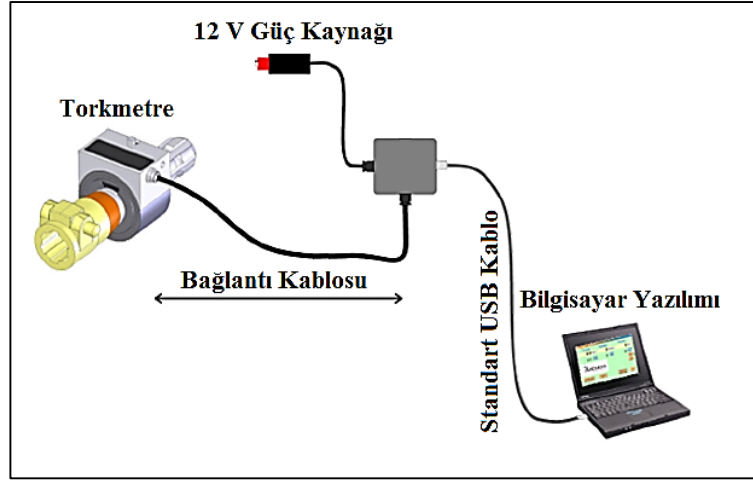 12 V Güç Kaynağı
Torkmetre
Bağlantı Kablosu
Standart USB Kablo
Bilgisayar Yazılımı